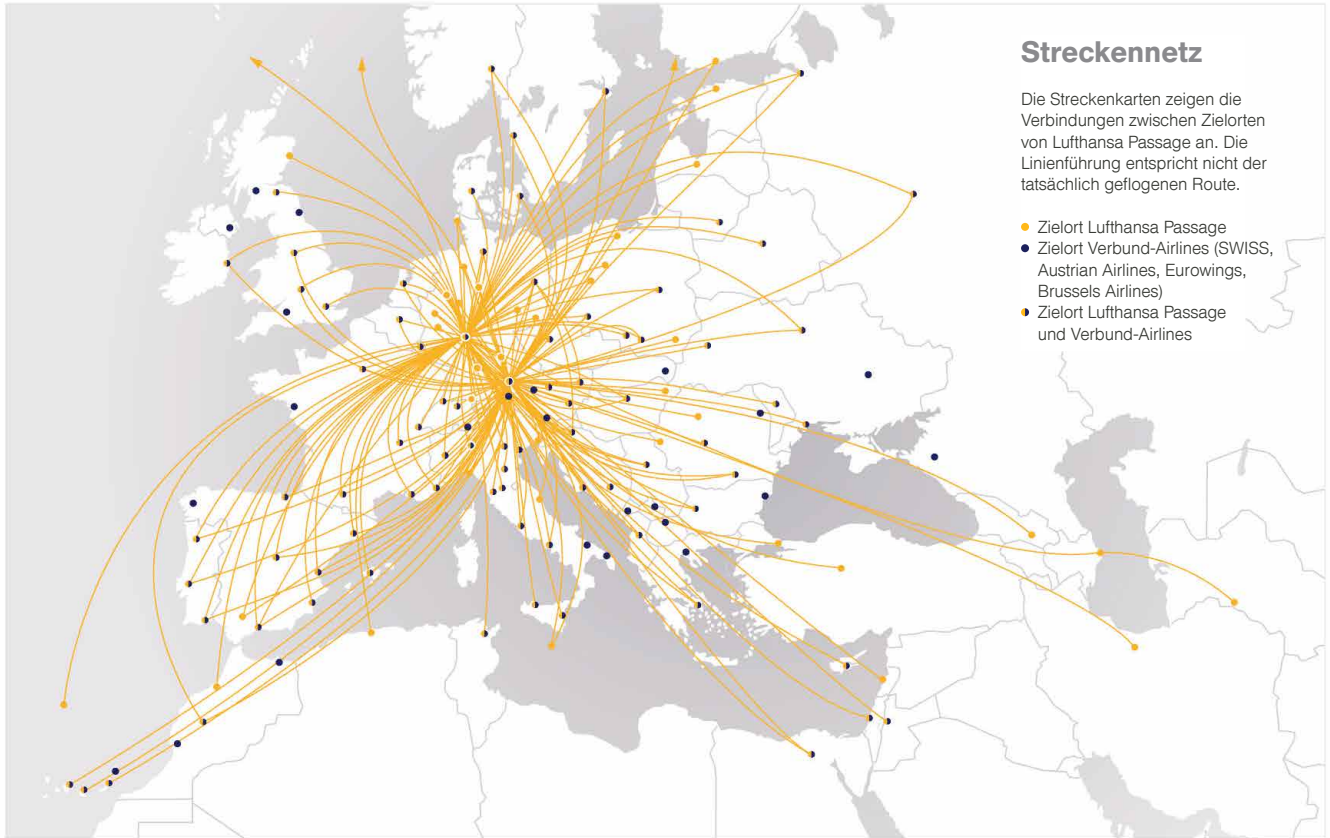 Streckennetz
Die Streckenkarten zeigen die
Verbindungen zwischen Zielorten
von Lufthansa Passage an. Die
Linienführung entspricht nicht der
tatsächlich geflogenen Route.
Zielort Lufthansa Passage
Zielort Verbund-Airlines (SWISS,
Austrian Airlines, Eurowings,
Brussels Airlines)
Zielort Lufthansa Passage
und Verbund-Airlines